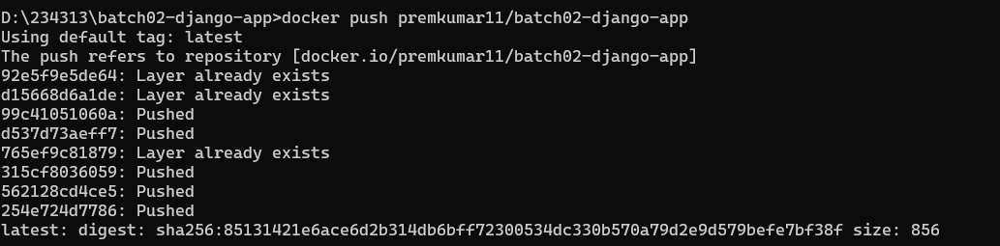 D:\234313\batch02-django-app>docker push premkumar11/batch02-django-app
Using default tag: latest
The push refers to repository [docker.io/premkumar11/batch02-django-app]
92e5f9e5de64: Layer already exists
d15668d6a1de: Layer already exists
99c41051060a: Pushed
d537d73aeff7: Pushed
765ef9c81879: Layer already exists
315cf8036059: Pushed
562128cd4ce5: Pushed
254e724d7786: Pushed
latest: digest: sha256:85131421e6ace6d2b314db6bff72300534dc330b570a79d2e9d579befe7bf38f size: 856